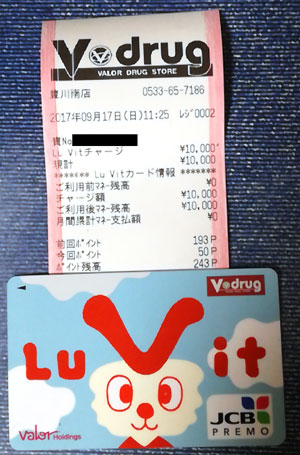 V drug
VALOR DRUG STORE
豊川南店 0533-65-7186
2017年09月17日(日)11:25 レジ0002
責No
Lu Vitチャージ ¥10,000
現計 ¥10,000
******* Lu Vitカード情報 *******
ご利用前マネー残高 ¥0
チャージ額 ¥10,000
ご利用後マネー残高 ¥10,000
月間累計マネー支払額 ¥0
前回ポイント 193P
今回ポイント 50P
ポイント残高 243P
V drug
Lu V it
Valor Holdings
JCB
PREMO